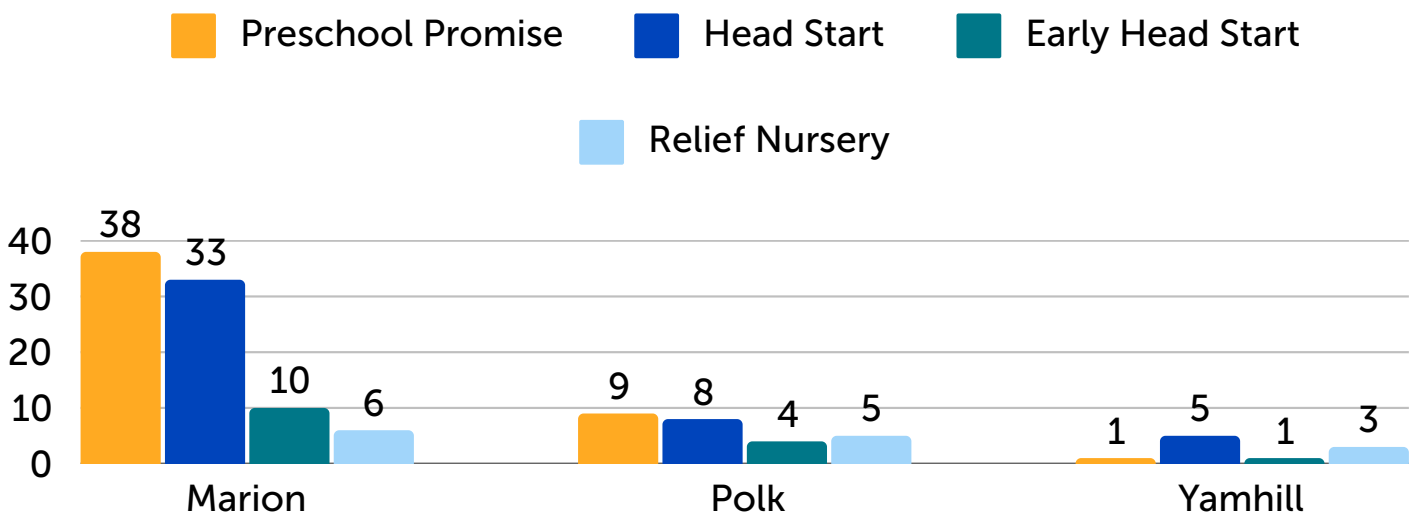 Preschool Promise Head Start Early Head Start
Relief Nursery
38
40 33
30
20
10 10 6 9 8 4 5 1 5 1 3
0
Marion Polk Yamhill